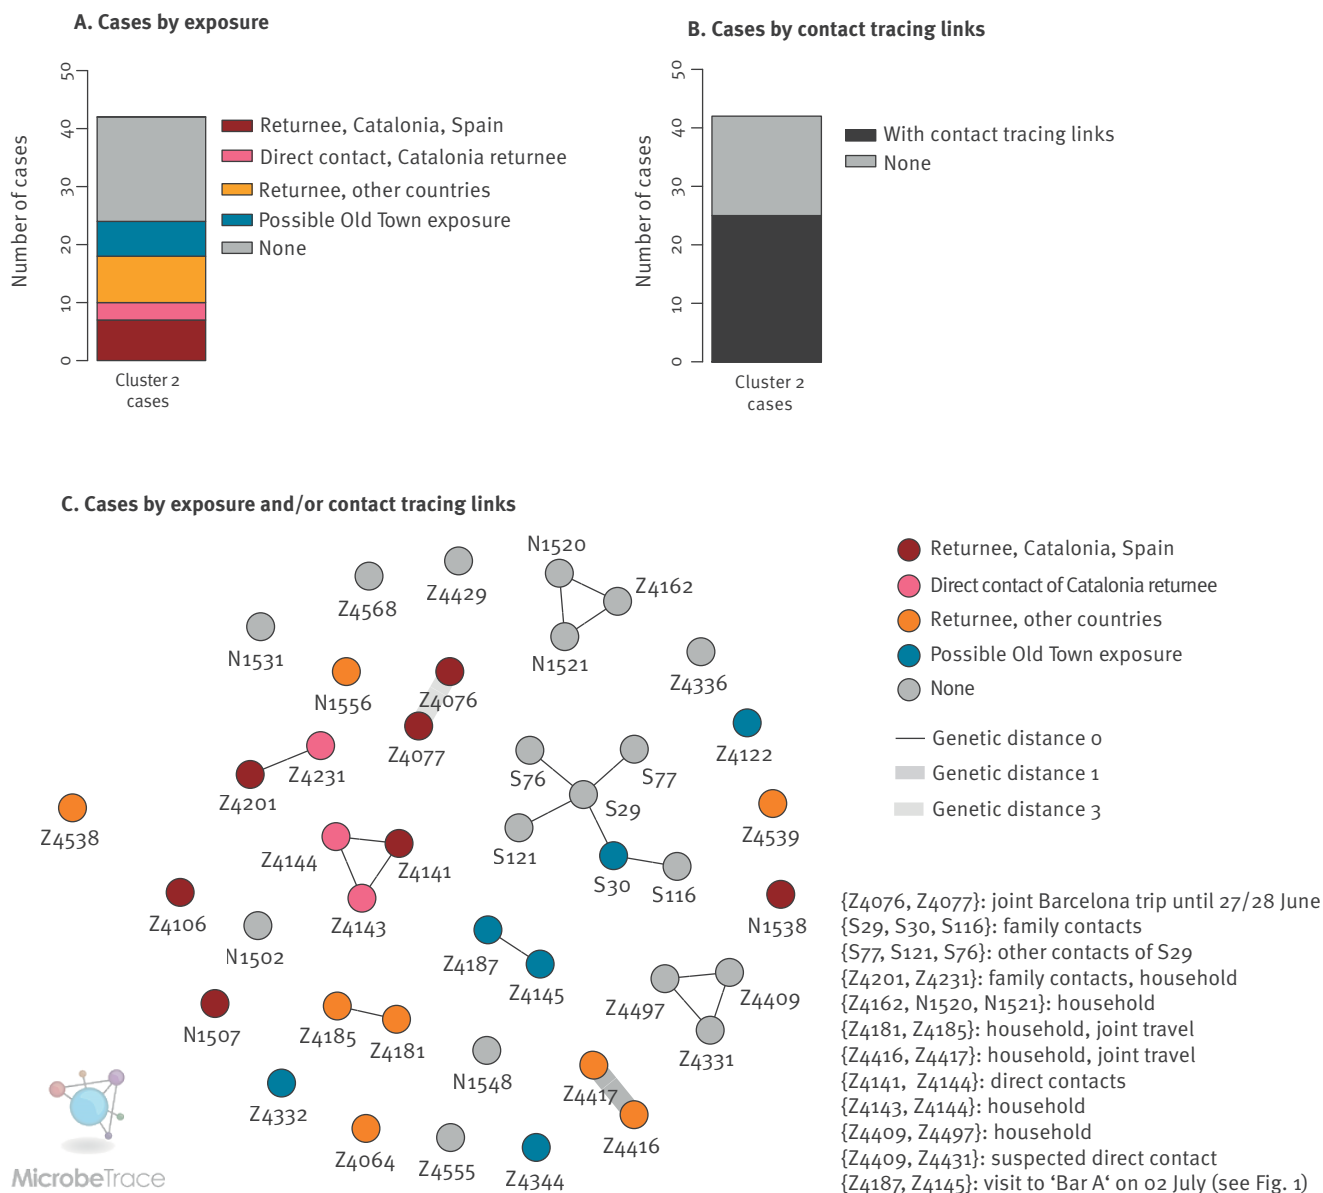 A. Cases by exposure
B. Cases by contact tracing links
Number of cases
0
10
20
30
40
50
Cluster 2
cases
Returnee, Catalonia, Spain
Direct contact, Catalonia returnee
Returnee, other countries
Possible Old Town exposure
None
Number of cases
0
10
20
30
40
50
Cluster 2
cases
With contact tracing links
None
C. Cases by exposure and/or contact tracing links
N1520
Z4429
Z4568
Z4162
N1531
N1521
Z4336
N1556
Z4076
Z4122
Z4077
Z4231
S76
S77
Z4201
S29
Z4538
Z4539
S121
Z4144
Z4141
S30
S116
Z4106
Z4143
N1538
N1502
Z4187
Z4145
Z4497
Z4409
N1507
Z4185
Z4181
Z4331
N1548
Z4417
Z4332
Z4416
Z4064
Z4555
Z4344
Returnee, Catalonia, Spain
Direct contact of Catalonia returnee
Returnee, other countries
Possible Old Town exposure
None
Genetic distance 0
Genetic distance 1
Genetic distance 3
{Z4076, Z4077}: joint Barcelona trip until 27/28 June
{S29, S30, S116}: family contacts
{S77, S121, S76}: other contacts of S29
{Z4201, Z4231}: family contacts, household
{Z4162, N1520, N1521}: household
{Z4181, Z4185}: household, joint travel
{Z4416, Z4417}: household, joint travel
{Z4141, Z4144}: direct contacts
{Z4143, Z4144}: household
{Z4409, Z4497}: household
{Z4409, Z4431}: suspected direct contact
{Z4187, Z4145}: visit to ‘Bar A‘ on 02 July (see Fig. 1)
MicrobeTrace